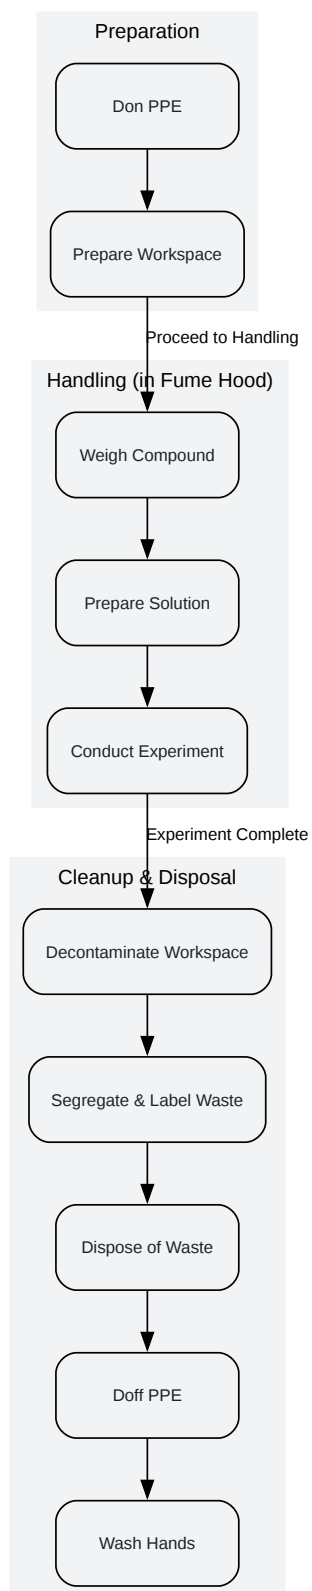 Preparation
Don PPE
Prepare Workspace
Proceed to Handling
Handling (in Fume Hood)
Weigh Compound
Prepare Solution
Conduct Experiment
Experiment Complete
Cleanup & Disposal
Decontaminate Workspace
Segregate & Label Waste
Dispose of Waste
Doff PPE
Wash Hands